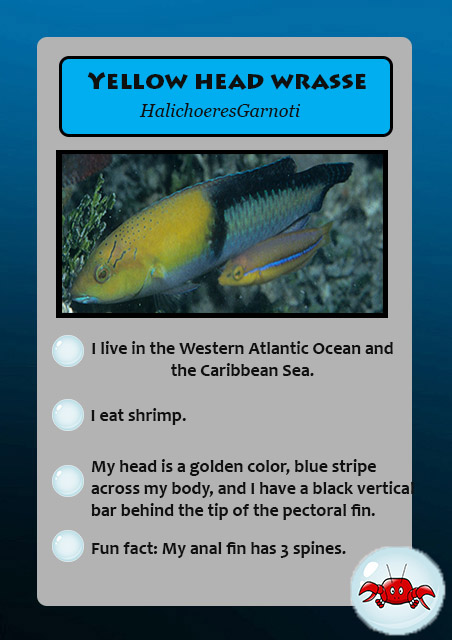 Yellow head wrasse
HalichoeresGarnoti
I live in the Western Atlantic Ocean and
the Caribbean Sea.
I eat shrimp.
My head is a golden color, blue stripe
across my body, and I have a black vertical
bar behind the tip of the pectoral fin.
Fun fact: My anal fin has 3 spines.